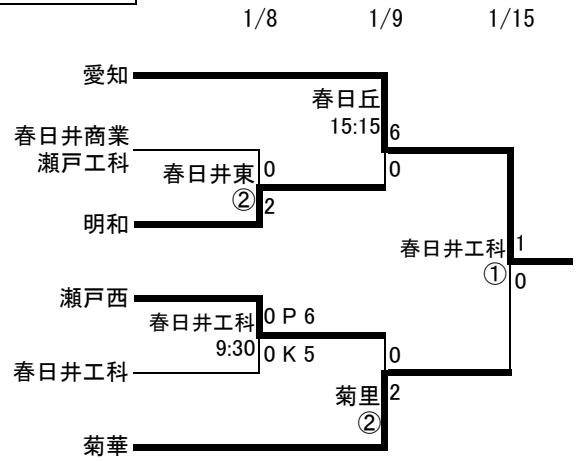 1/8 1/9 1/15
愛知
春日丘
15:15 6
春日井商業
瀬戸工科
春日井東 0 0
② 2
明和
春日井工科 1
① 0
瀬戸西
春日井工科 0 P 6
9:30 0 K 5 0
春日井工科
菊里 2
②
菊華